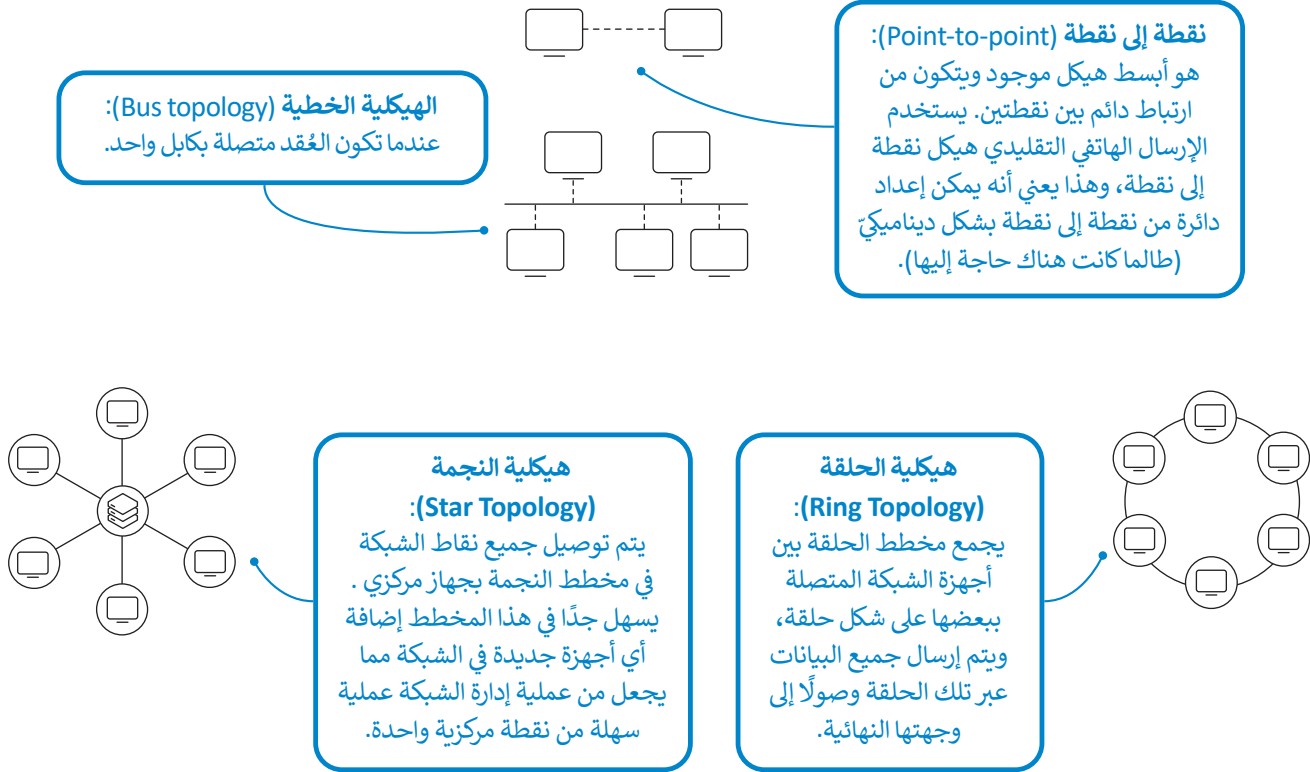 نقطة إلى نقطة (Point-to-point):
هو أبسط هيكل موجود ويتكون من
ارتباط دائم بين نقطتين. يستخدم
الإرسال الهاتفي التقليدي هيكل نقطة
إلى نقطة، وهذا يعني أنه يمكن إعداد
دائرة من نقطة إلى نقطة بشكل ديناميكيّ
(طالما كانت هناك حاجة إليها).
الهيكلية الخطية (Bus topology):
عندما تكون العُقد متصلة بكابل واحد.
هيكلية الحلقة
(Ring Topology):
يجمع مخطط الحلقة بين
أجهزة الشبكة المتصلة
ببعضها على شكل حلقة،
ويتم إرسال جميع البيانات
عبر تلك الحلقة وصولًا إلى
وجهتها النهائية.
هيكلية النجمة
(Star Topology):
يتم توصيل جميع نقاط الشبكة
في مخطط النجمة بجهاز مركزي .
يسهل جدًا في هذا المخطط إضافة
أي أجهزة جديدة في الشبكة مما
يجعل من عملية إدارة الشبكة عملية
سهلة من نقطة مركزية واحدة.